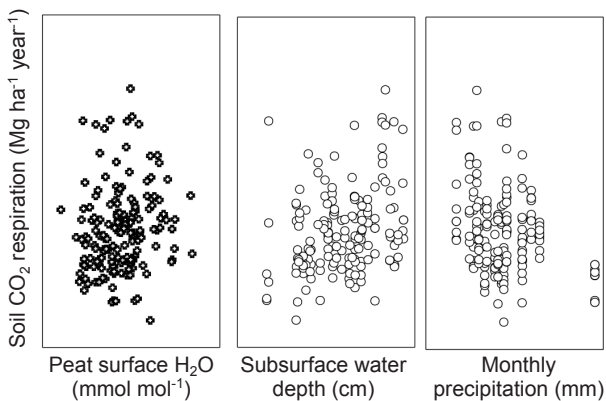 Soil CO₂ respiration (Mg ha⁻¹ year⁻¹)
Peat surface H₂O
(mmol mol⁻¹)
Subsurface water
depth (cm)
Monthly
precipitation (mm)